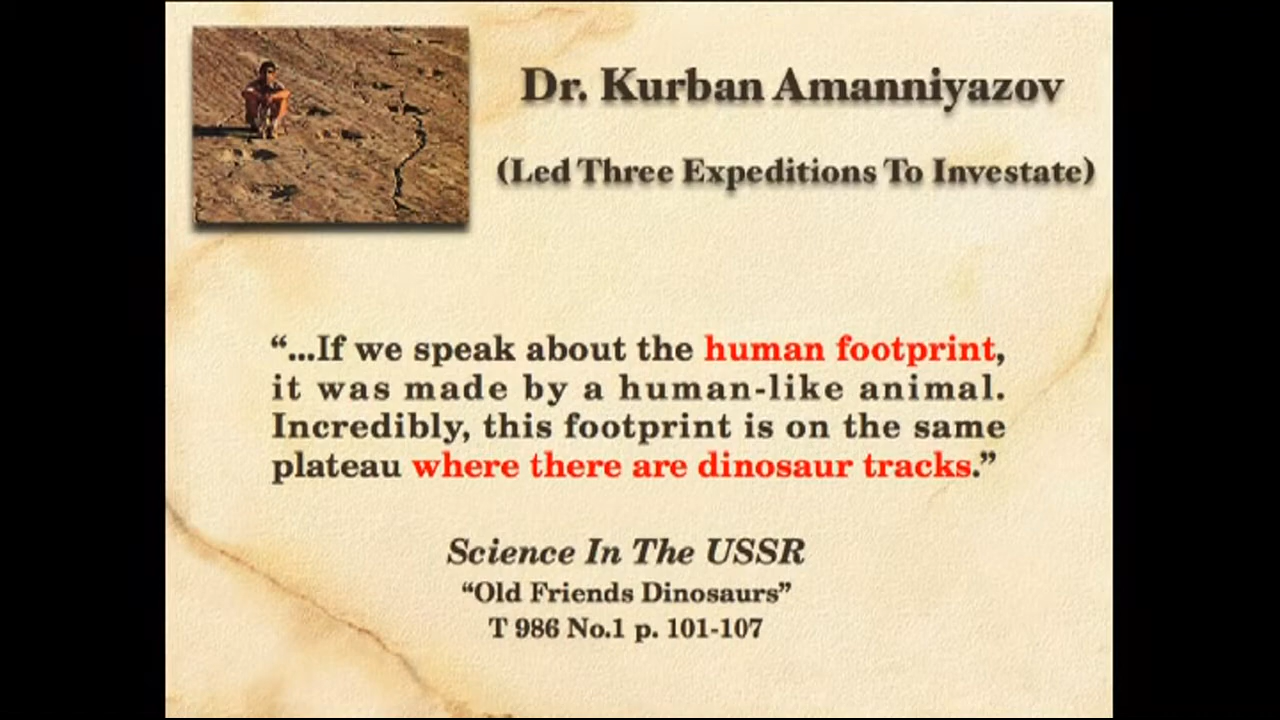 Dr. Kurban Amanniyazov
(Led Three Expeditions To Investate)
“...If we speak about the human footprint,
it was made by a human-like animal.
Incredibly, this footprint is on the same
plateau where there are dinosaur tracks.”
Science In The USSR
“Old Friends Dinosaurs”
T 986 No.1 p. 101-107